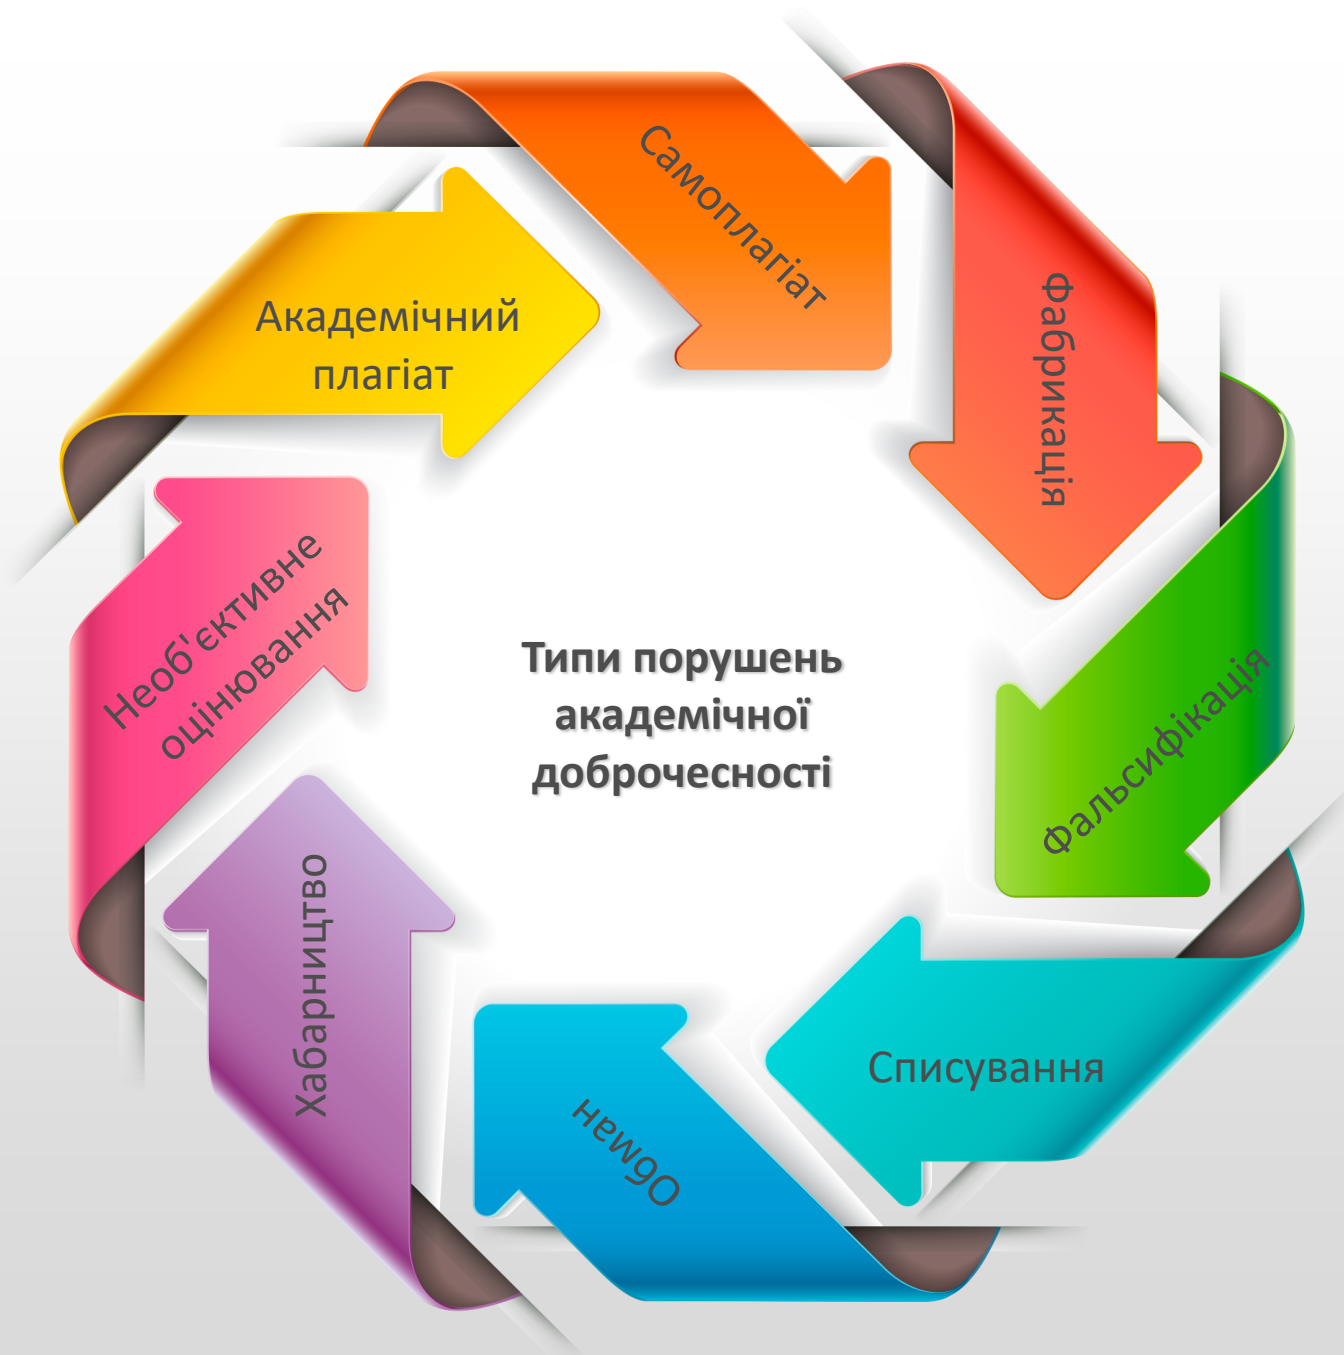 Академічний
плагіат
Самоплагіат
Фабрикація
Фальсифікація
Списування
Обман
Хабарництво
Необ'єктивне
оцінювання
Типи порушень
академічної
доброчесності